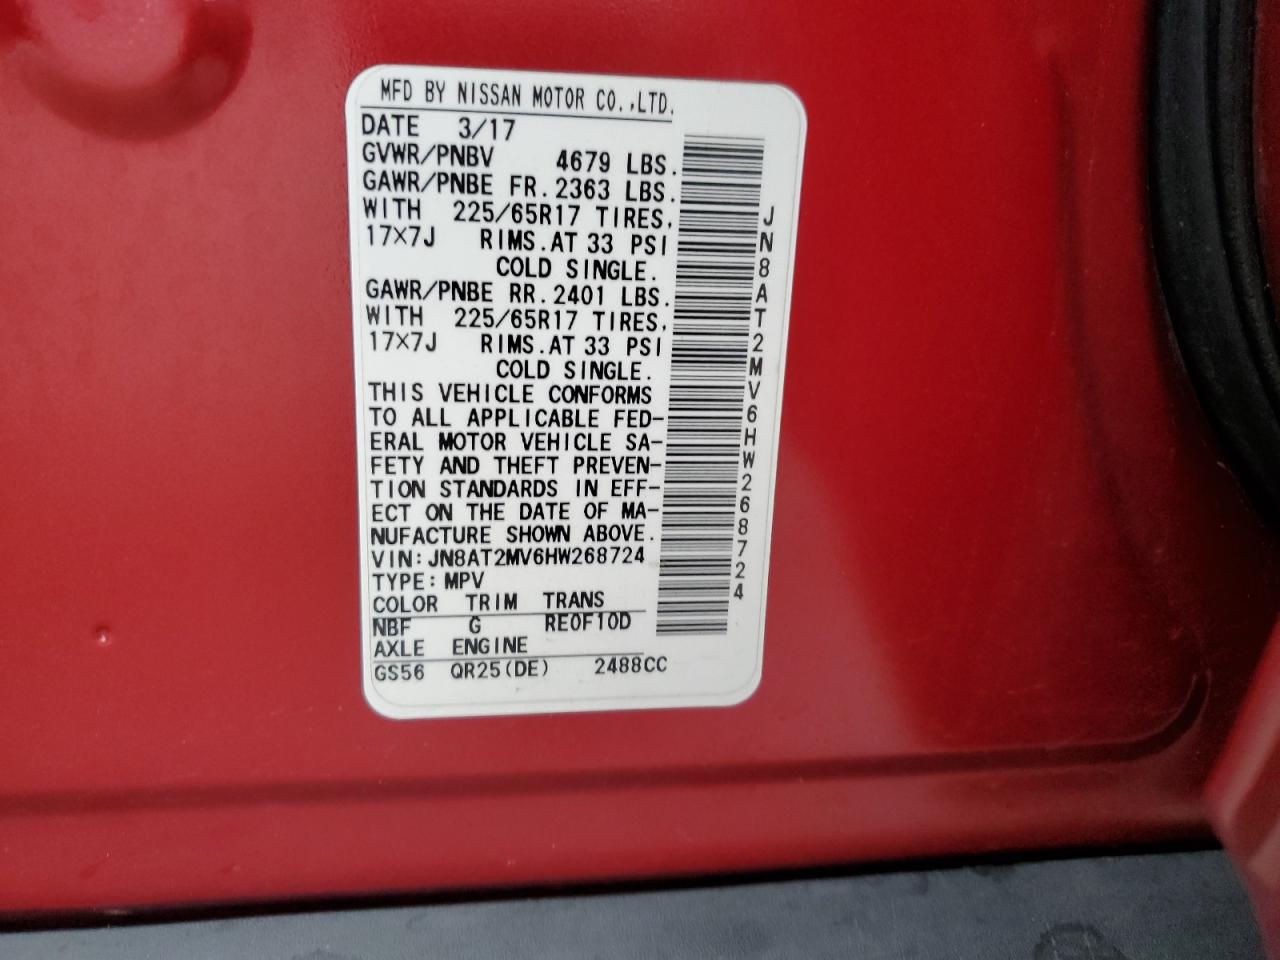 MFD BY NISSAN MOTOR CO.,LTD.
DATE 3/17
GVWR/PNBV 4679 LBS.
GAWR/PNBE FR. 2363 LBS.
WITH 225/65R17 TIRES,
17×7J RIMS.AT 33 PSI
COLD SINGLE.
GAWR/PNBE RR. 2401 LBS.
WITH 225/65R17 TIRES,
17×7J RIMS.AT 33 PSI
COLD SINGLE.
THIS VEHICLE CONFORMS
TO ALL APPLICABLE FED-
ERAL MOTOR VEHICLE SA-
FETY AND THEFT PREVEN-
TION STANDARDS IN EFF-
ECT ON THE DATE OF MA-
NUFACTURE SHOWN ABOVE.
VIN:JN8AT2MV6HW268724
TYPE:MPV
COLOR TRIM TRANS
NBF G RE0F10D
AXLE ENGINE
GS56 QR25(DE) 2488CC
JN8AT2MV6HW268724